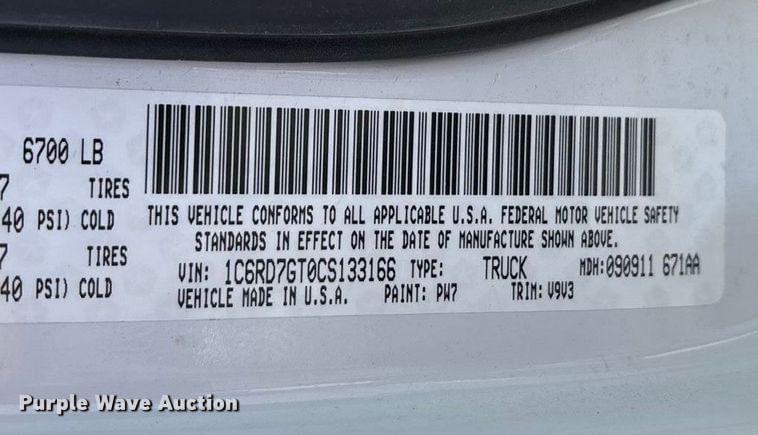 6700 LB
7 TIRES
40 PSI) COLD
7 TIRES
40 PSI) COLD
THIS VEHICLE CONFORMS TO ALL APPLICABLE U.S.A. FEDERAL MOTOR VEHICLE SAFETY
STANDARDS IN EFFECT ON THE DATE OF MANUFACTURE SHOWN ABOVE.
VIN: 1C6RD7GT0CS133166 TYPE: TRUCK MDH: 090911 671AA
VEHICLE MADE IN U.S.A. PAINT: PW7 TRIM: V9V3
Purple Wave Auction